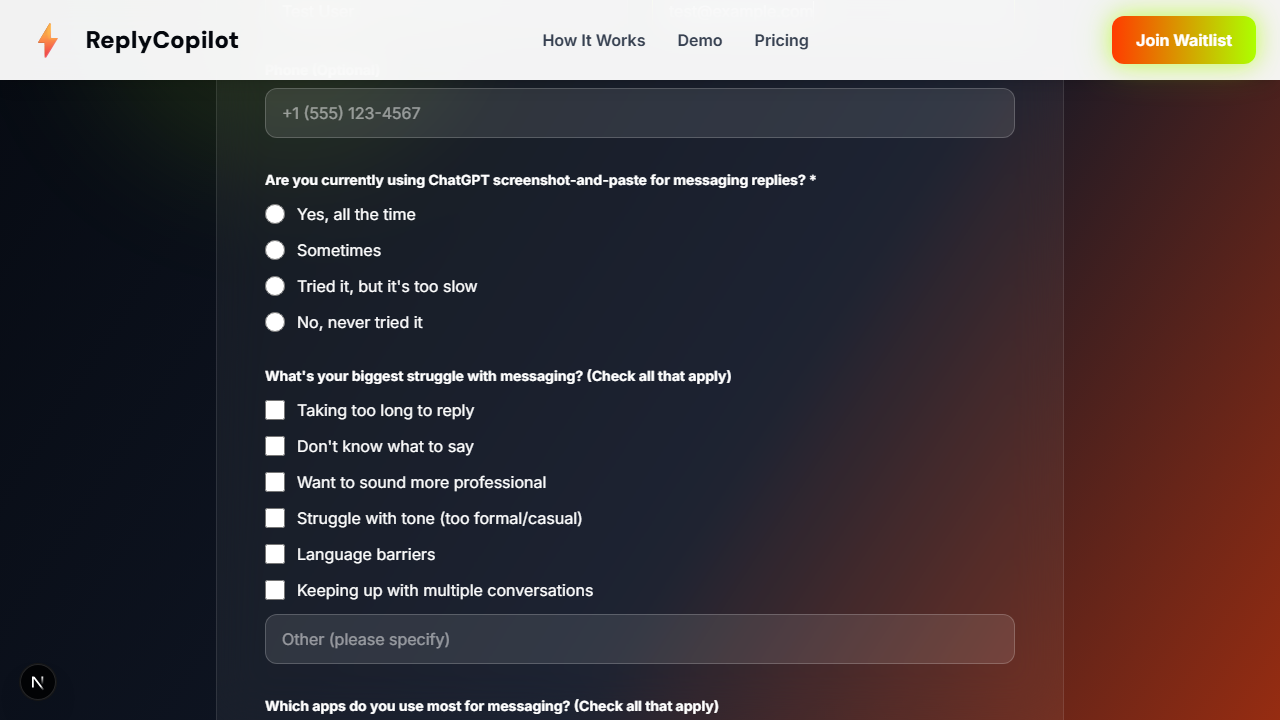 ReplyCopilot
How It Works
Demo
Pricing
Join Waitlist
+1 (555) 123-4567
Are you currently using ChatGPT screenshot-and-paste for messaging replies? *
Yes, all the time
Sometimes
Tried it, but it's too slow
No, never tried it
What's your biggest struggle with messaging? (Check all that apply)
Taking too long to reply
Don't know what to say
Want to sound more professional
Struggle with tone (too formal/casual)
Language barriers
Keeping up with multiple conversations
Other (please specify)
N
Which apps do you use most for messaging? (Check all that apply)